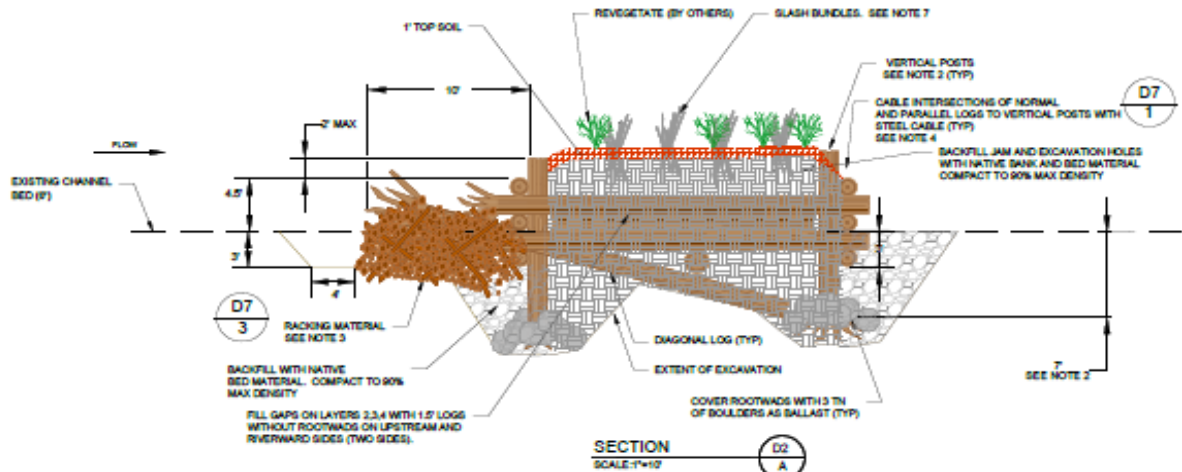 REVEGETATE (BY OTHERS)
SLASH BUNDLES. SEE NOTE 7
1' TOP SOIL
VERTICAL POSTS
SEE NOTE 2 (TYP)
10'
D7
1
CABLE INTERSECTIONS OF NORMAL
AND PARALLEL LOGS TO VERTICAL POSTS WITH
STEEL CABLE (TYP)
SEE NOTE 4
2' MAX
FLOW
BACKFILL JAM AND EXCAVATION HOLES
WITH NATIVE BANK AND BED MATERIAL
COMPACT TO 90% MAX DENSITY
EXISTING CHANNEL
BED (0')
4.5'
3'
4'
D7
3
RACKING MATERIAL
SEE NOTE 3
DIAGONAL LOG (TYP)
BACKFILL WITH NATIVE
BED MATERIAL. COMPACT TO 90%
MAX DENSITY
EXTENT OF EXCAVATION
7'
SEE NOTE 2
COVER ROOTWADS WITH 3 TN
OF BOULDERS AS BALLAST (TYP)
FILL GAPS ON LAYERS 2,3,4 WITH 1.5' LOGS
WITHOUT ROOTWADS ON UPSTREAM AND
RIVERWARD SIDES (TWO SIDES).
SECTION
SCALE:1"=10'
D2
A